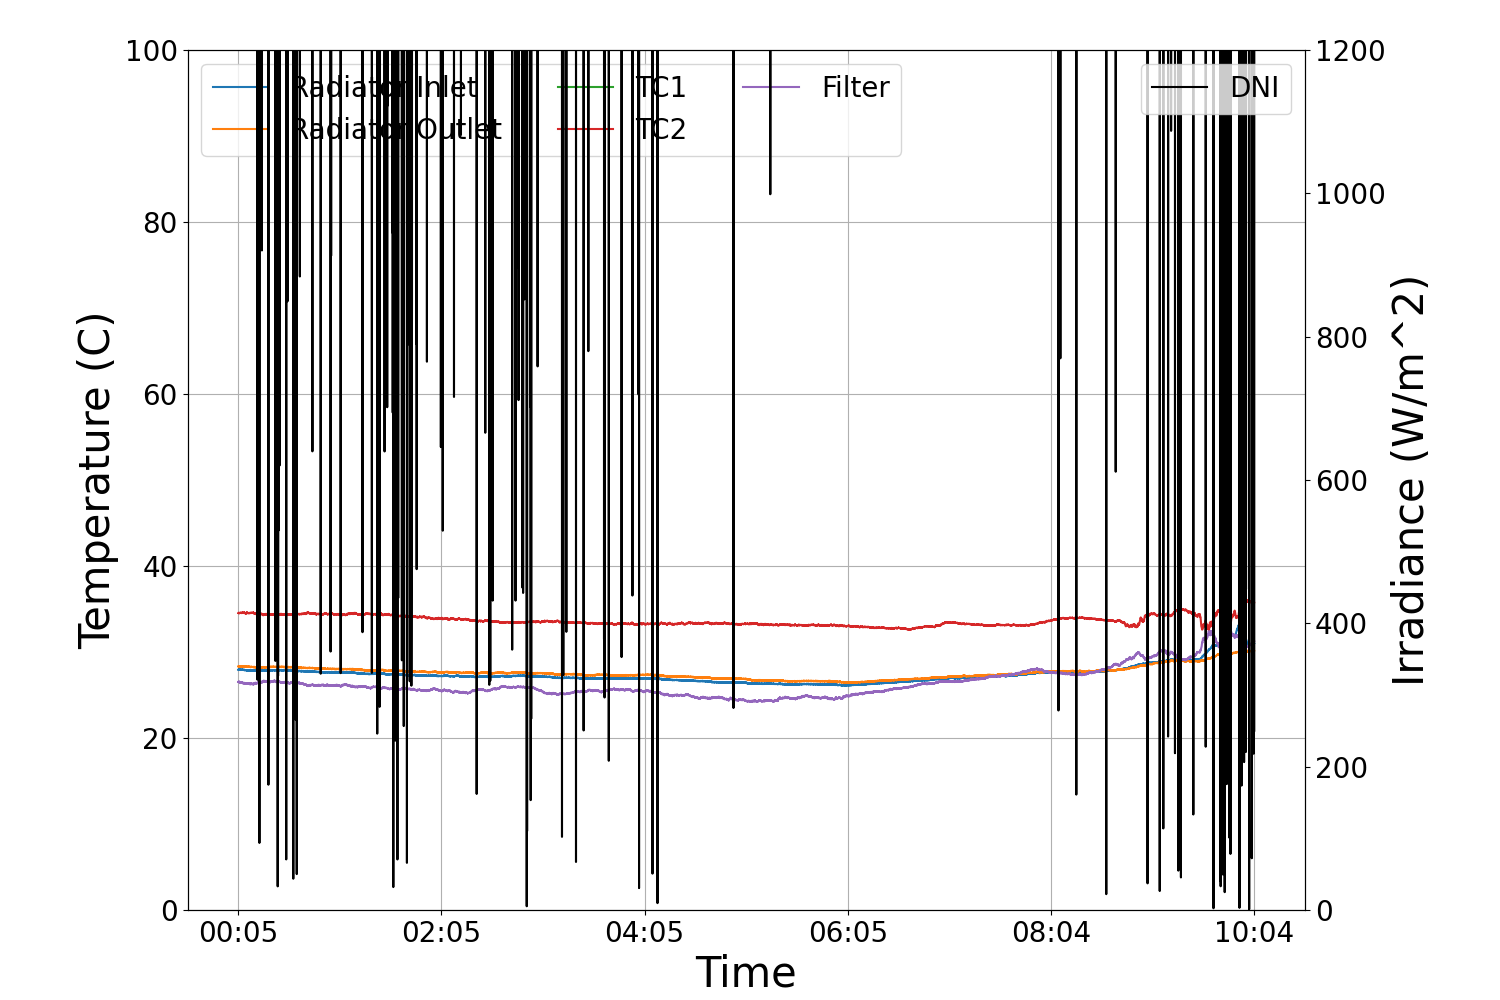 100
80
60
40
20
0
Temperature (C)
Radiator Inlet
Radiator Outlet
TC1
TC2
Filter
DNI
1200
1000
800
600
400
200
0
Irradiance (W/m^2)
00:05
02:05
04:05
06:05
08:04
10:04
Time